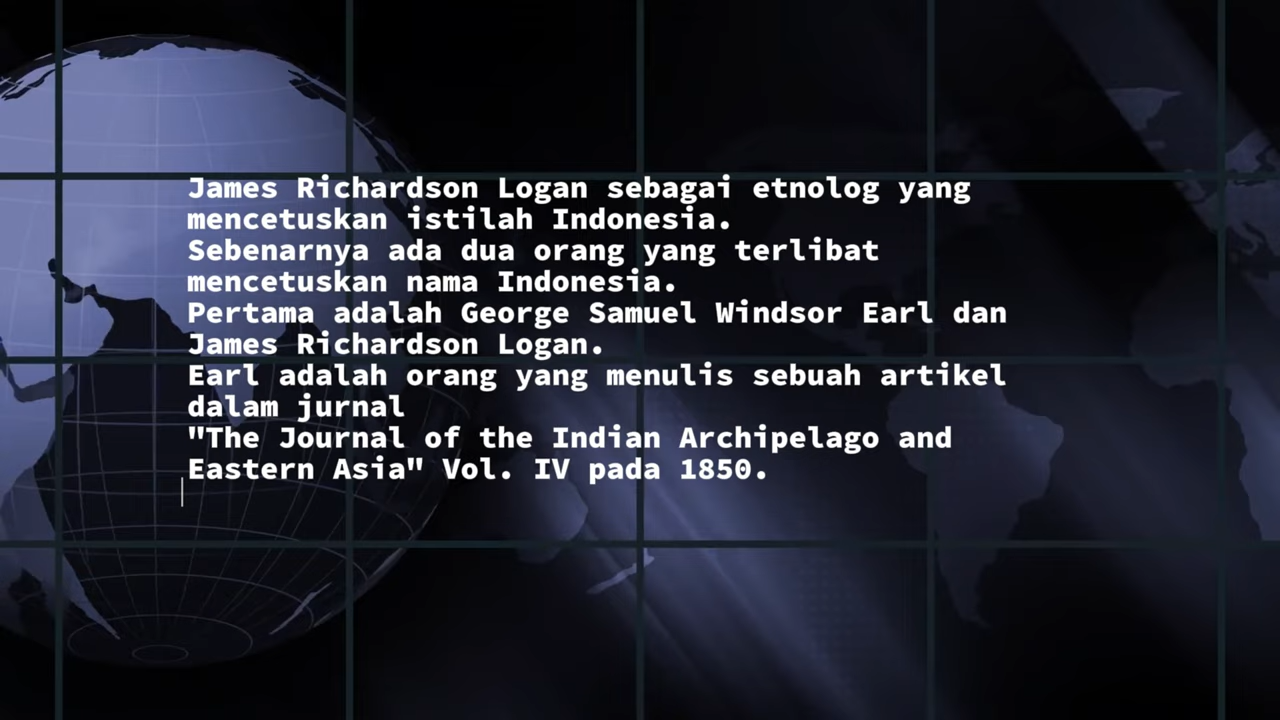 James Richardson Logan sebagai etnolog yang
mencetuskan istilah Indonesia.
Sebenarnya ada dua orang yang terlibat
mencetuskan nama Indonesia.
Pertama adalah George Samuel Windsor Earl dan
James Richardson Logan.
Earl adalah orang yang menulis sebuah artikel
dalam jurnal
"The Journal of the Indian Archipelago and
Eastern Asia" Vol. IV pada 1850.